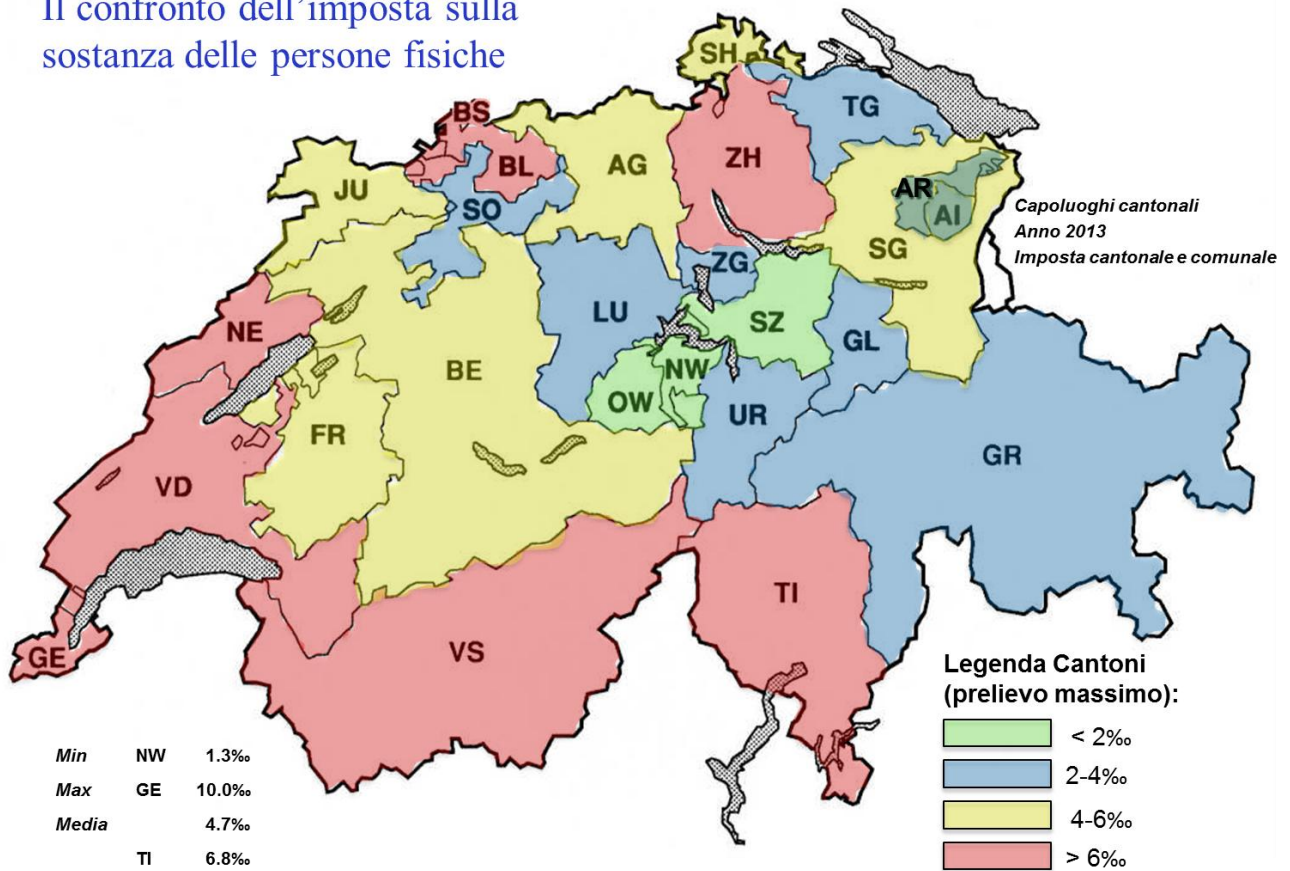 Il confronto dell'imposta sulla
sostanza delle persone fisiche
SH
BS
TG
BL
AG
ZH
JU
AR
SO
AI
Capoluoghi cantonali
Anno 2013
Imposta cantonale e comunale
SG
ZG
LU
SZ
NE
GL
BE
NW
OW
UR
FR
GR
VD
TI
VS
GE
Legenda Cantoni
(prelievo massimo):
< 2‰
2-4‰
4-6‰
> 6‰
Min NW 1.3‰
Max GE 10.0‰
Media 4.7‰
TI 6.8‰